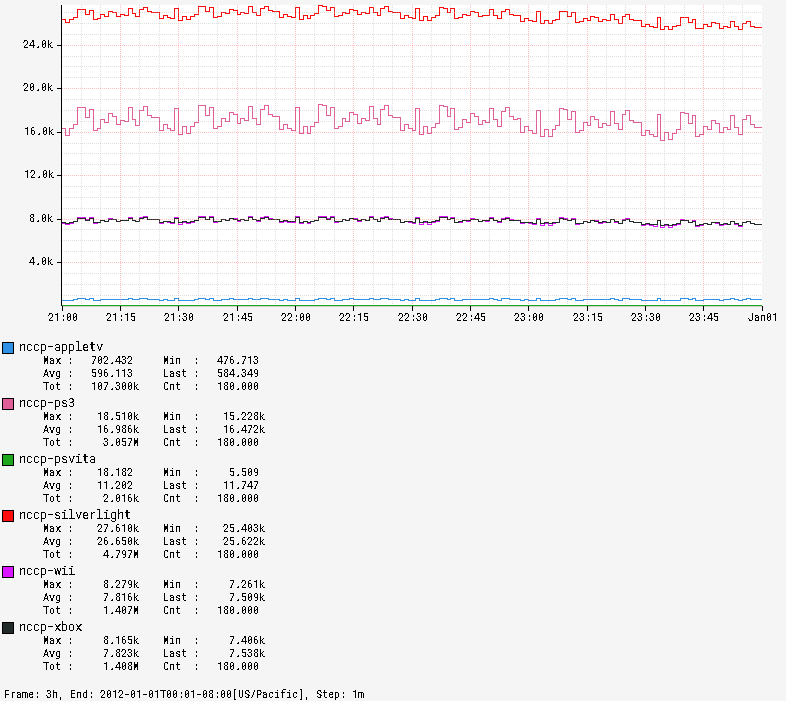 24.0k
20.0k
16.0k
12.0k
8.0k
4.0k
21:00 21:15 21:30 21:45 22:00 22:15 22:30 22:45 23:00 23:15 23:30 23:45 Jan01
nccp-appletv
Max : 702.432 Min : 476.713
Avg : 596.113 Last : 584.349
Tot : 107.300k Cnt : 180.000
nccp-ps3
Max : 18.510k Min : 15.228k
Avg : 16.986k Last : 16.472k
Tot : 3.057M Cnt : 180.000
nccp-psvita
Max : 18.182 Min : 5.509
Avg : 11.202 Last : 11.747
Tot : 2.016k Cnt : 180.000
nccp-silverlight
Max : 27.610k Min : 25.403k
Avg : 26.650k Last : 25.622k
Tot : 4.797M Cnt : 180.000
nccp-wii
Max : 8.279k Min : 7.261k
Avg : 7.816k Last : 7.509k
Tot : 1.407M Cnt : 180.000
nccp-xbox
Max : 8.165k Min : 7.406k
Avg : 7.823k Last : 7.538k
Tot : 1.408M Cnt : 180.000
Frame: 3h, End: 2012-01-01T00:01-08:00[US/Pacific], Step: 1m